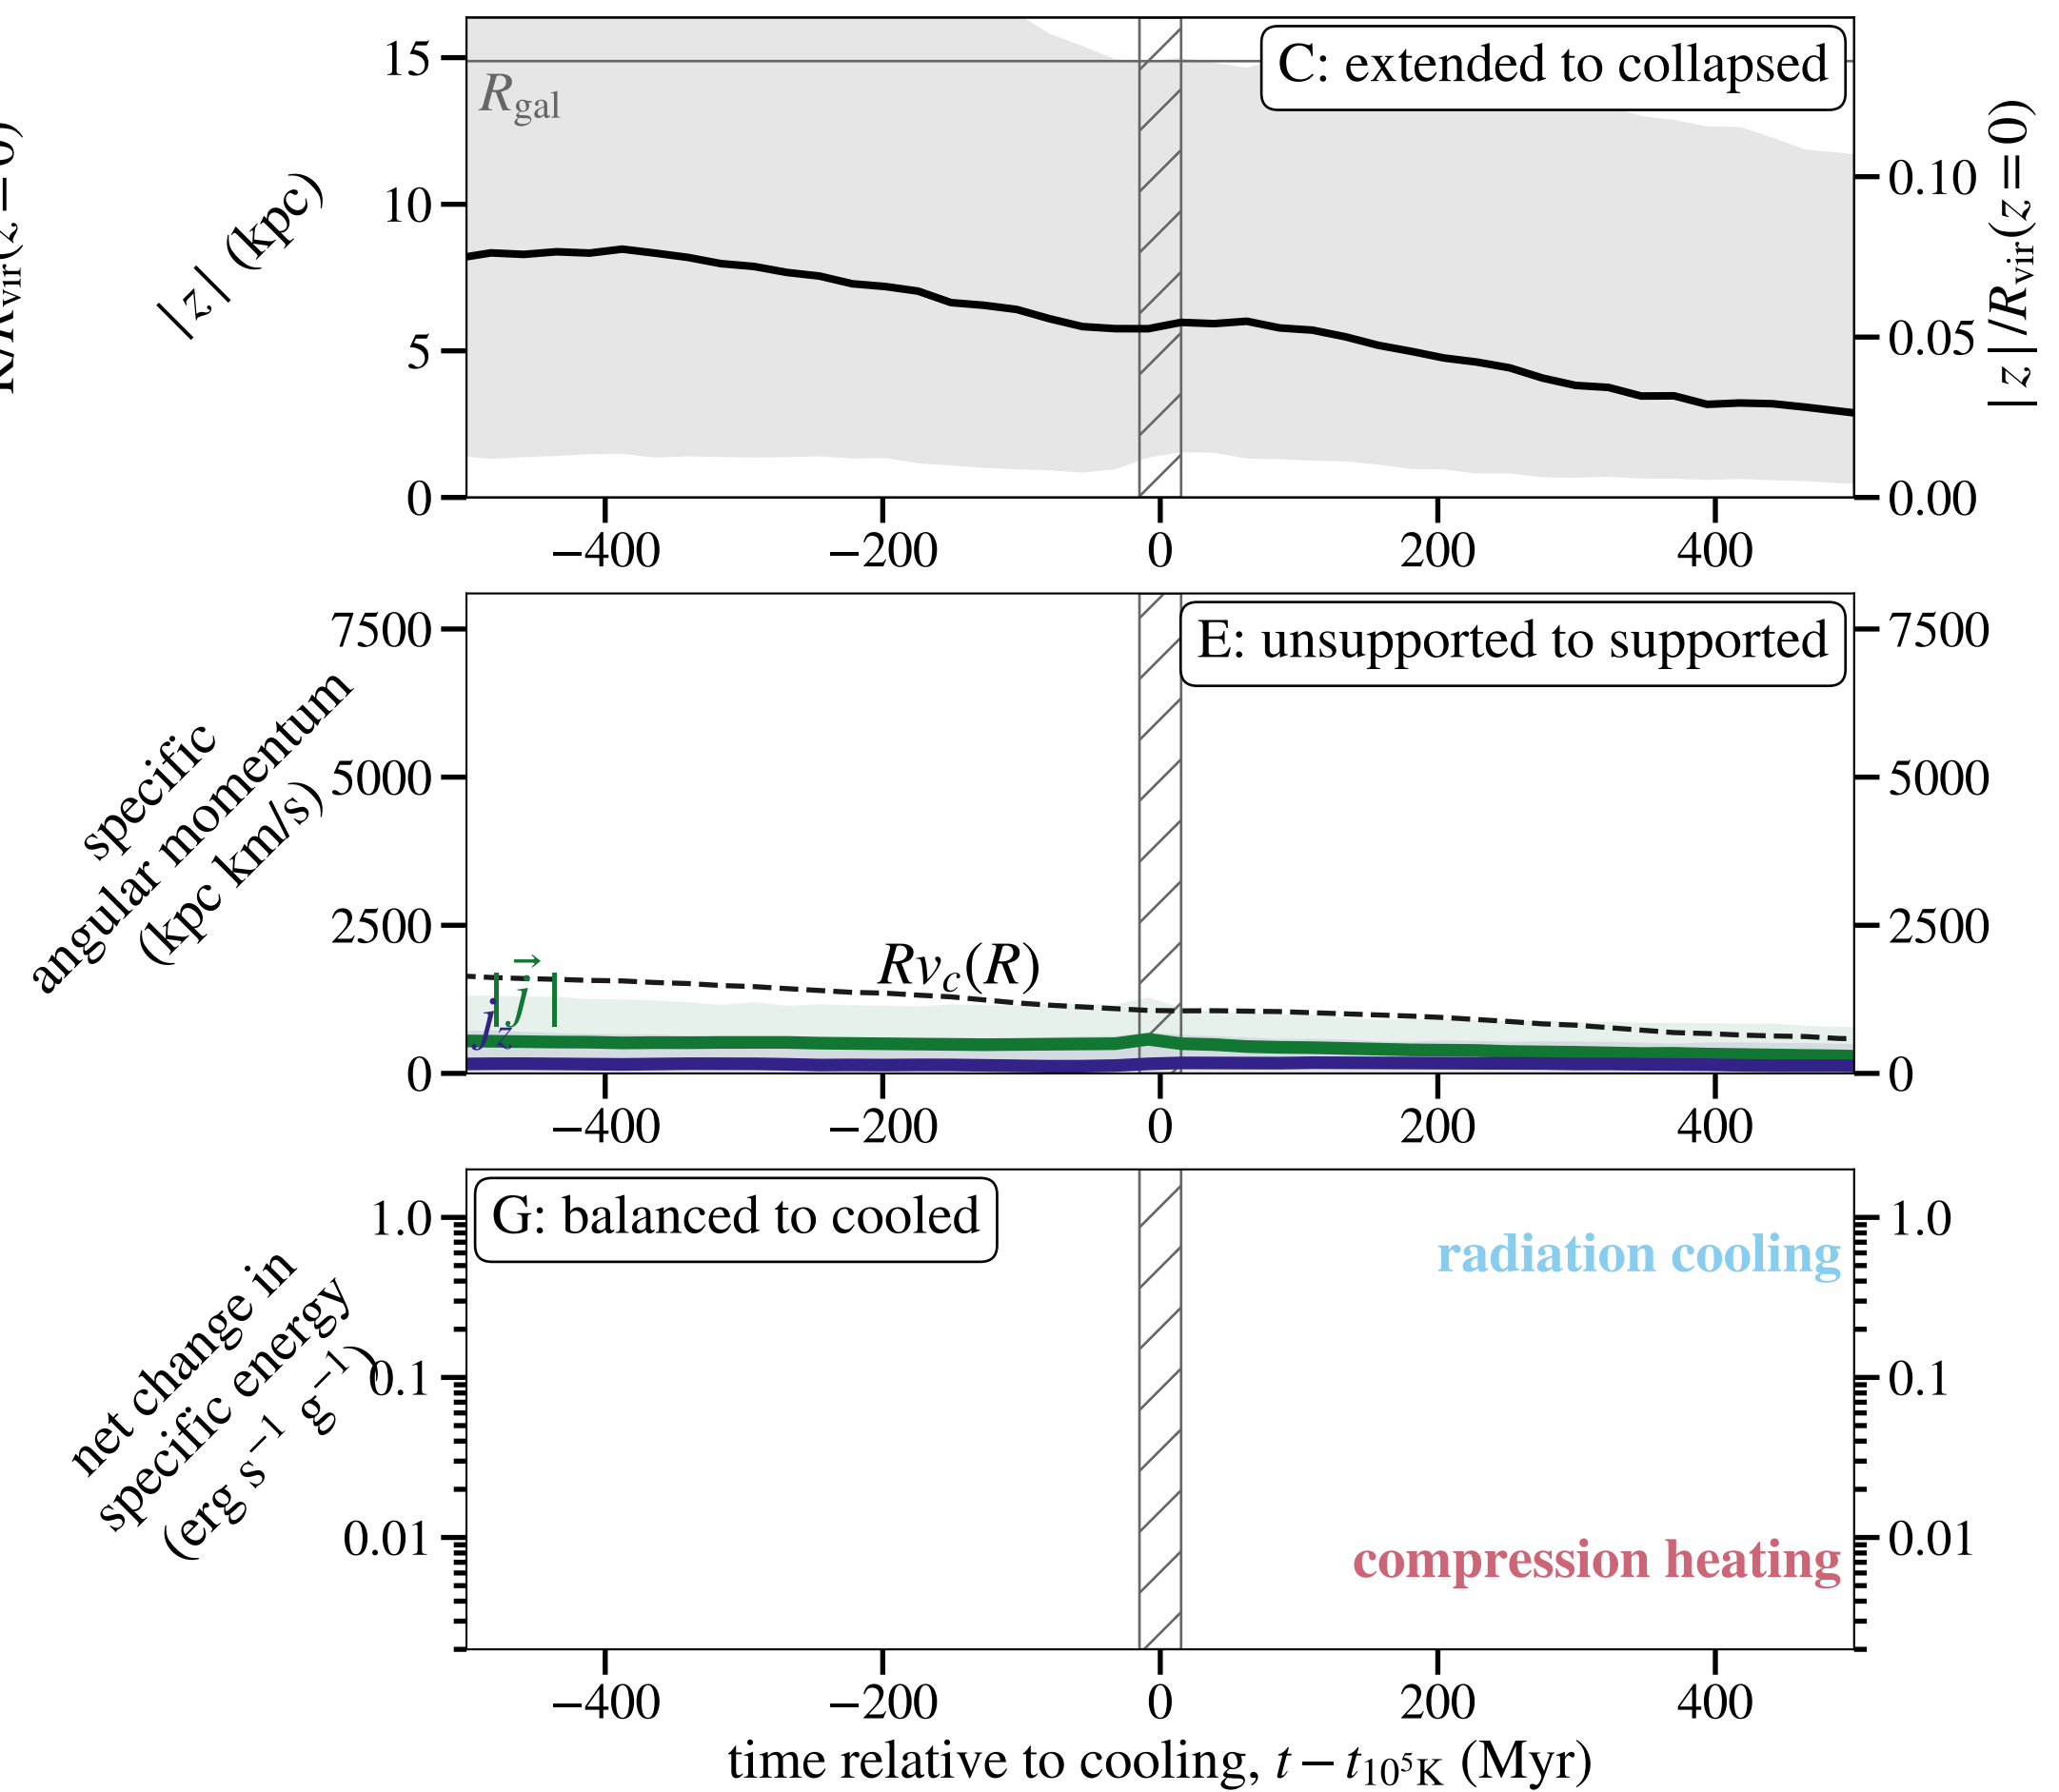 15
R_gal
C: extended to collapsed
10
5
0
|z| (kpc)
R/R_vir(z=0)
0.10
0.05
0.00
|z|/R_vir(z=0)
−400 −200 0 200 400
7500
5000
2500
0
E: unsupported to supported
specific
angular momentum
(kpc km/s)
Rv_c(R)
|j⃗|
j_z
7500
5000
2500
0
−400 −200 0 200 400
1.0
0.1
0.01
G: balanced to cooled
radiation cooling
compression heating
net change in
specific energy
(erg s⁻¹ g⁻¹)
1.0
0.1
0.01
−400 −200 0 200 400
time relative to cooling, t − t_10⁵K (Myr)